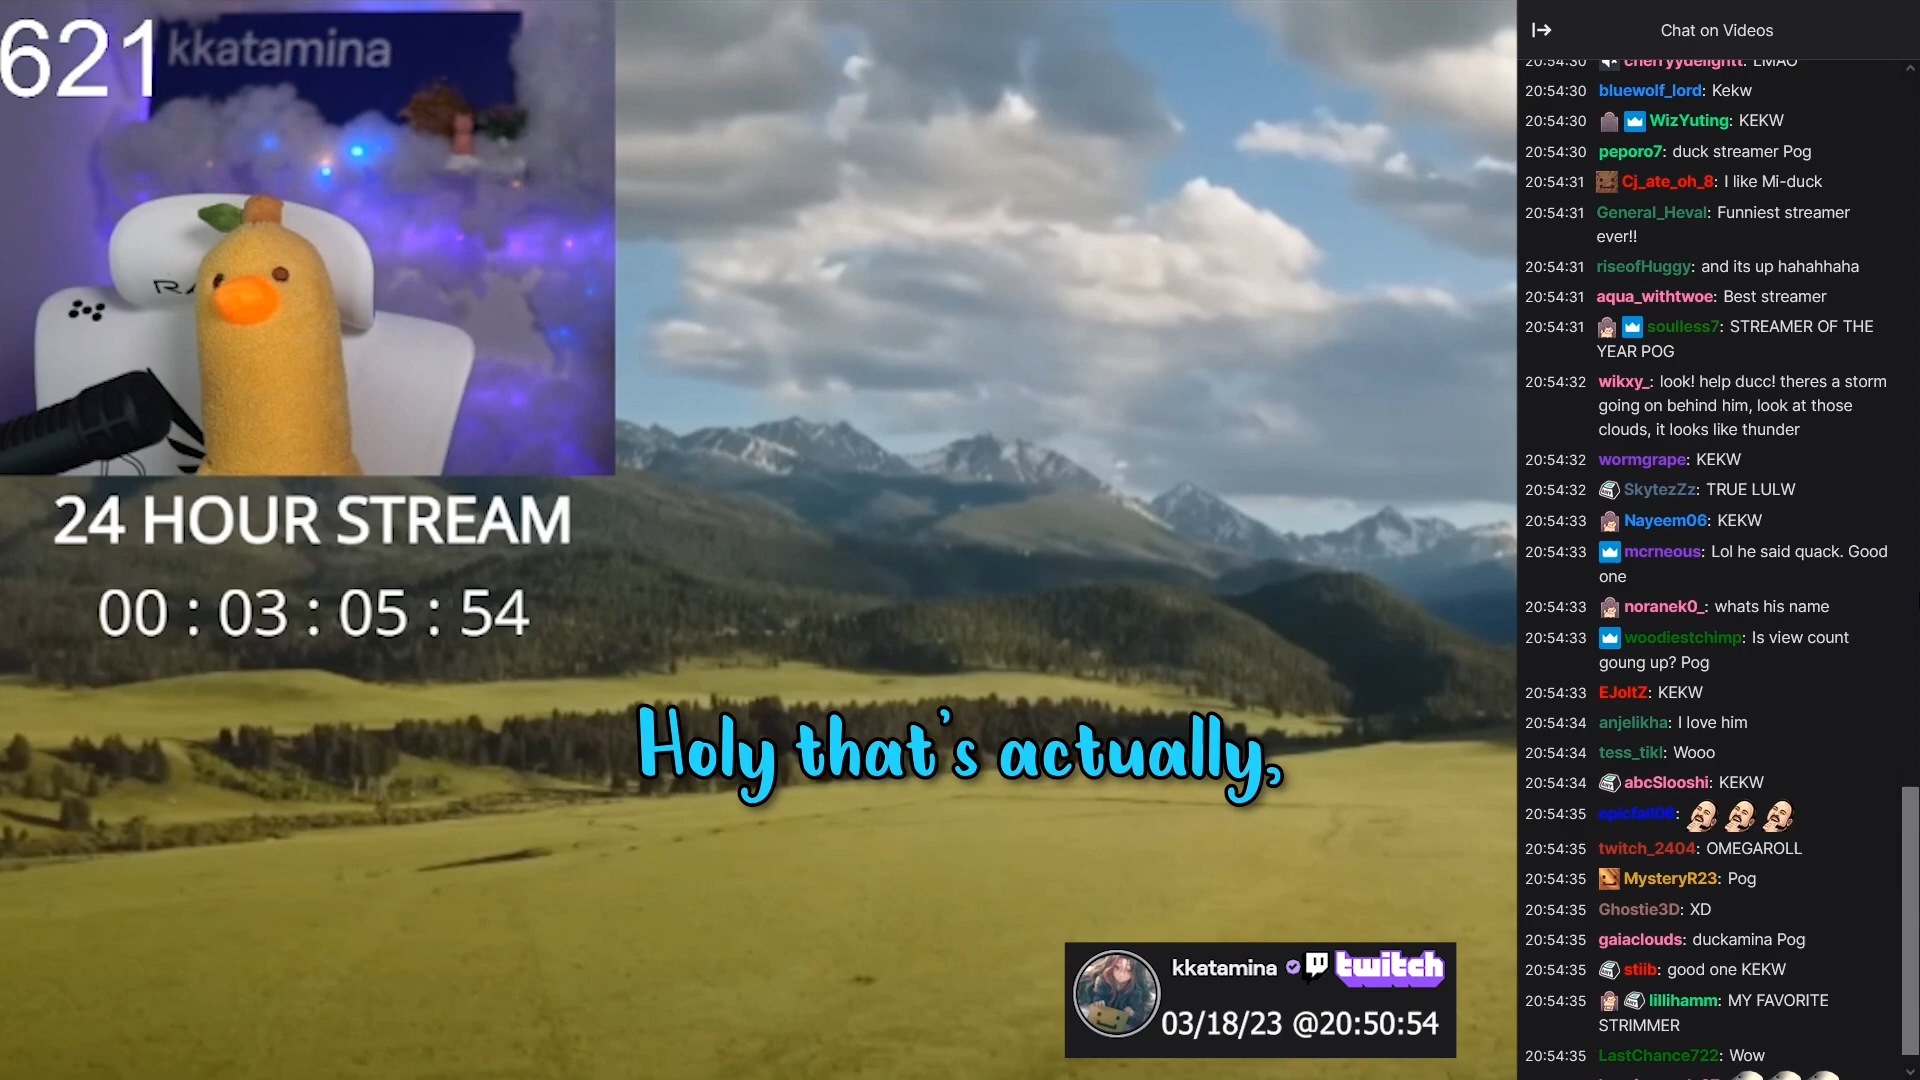 621
kkatamina
24 HOUR STREAM
00 : 03 : 05 : 54
Holy that's actually,
kkatamina twitch
03/18/23 @20:50:54
Chat on Videos
20:54:30 cherryydelightt: LMAO
20:54:30 bluewolf_lord: Kekw
20:54:30 WizYuting: KEKW
20:54:30 peporo7: duck streamer Pog
20:54:31 Cj_ate_oh_8: I like Mi-duck
20:54:31 General_Heval: Funniest streamer
ever!!
20:54:31 riseofHuggy: and its up hahahhaha
20:54:31 aqua_withtwoe: Best streamer
20:54:31 soulless7: STREAMER OF THE
YEAR POG
20:54:32 wikxy_: look! help ducc! theres a storm
going on behind him, look at those
clouds, it looks like thunder
20:54:32 wormgrape: KEKW
20:54:32 SkytezZz: TRUE LULW
20:54:33 Nayeem06: KEKW
20:54:33 mcrneous: Lol he said quack. Good
one
20:54:33 noranek0_: whats his name
20:54:33 woodiestchimp: Is view count
goung up? Pog
20:54:33 EJoltZ: KEKW
20:54:34 anjelikha: I love him
20:54:34 tess_tikl: Wooo
20:54:34 abcSlooshi: KEKW
20:54:35 epicfail06:
20:54:35 twitch_2404: OMEGAROLL
20:54:35 MysteryR23: Pog
20:54:35 Ghostie3D: XD
20:54:35 gaiaclouds: duckamina Pog
20:54:35 stiib: good one KEKW
20:54:35 lillihamm: MY FAVORITE
STRIMMER
20:54:35 LastChance722: Wow